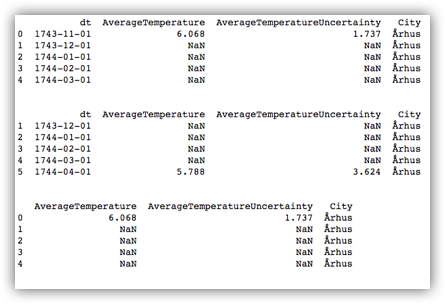 dt AverageTemperature AverageTemperatureUncertainty City
0 1743-11-01 6.068 1.737 Århus
1 1743-12-01 NaN NaN Århus
2 1744-01-01 NaN NaN Århus
3 1744-02-01 NaN NaN Århus
4 1744-03-01 NaN NaN Århus
dt AverageTemperature AverageTemperatureUncertainty City
1 1743-12-01 NaN NaN Århus
2 1744-01-01 NaN NaN Århus
3 1744-02-01 NaN NaN Århus
4 1744-03-01 NaN NaN Århus
5 1744-04-01 5.788 3.624 Århus
AverageTemperature AverageTemperatureUncertainty City
0 6.068 1.737 Århus
1 NaN NaN Århus
2 NaN NaN Århus
3 NaN NaN Århus
4 NaN NaN Århus